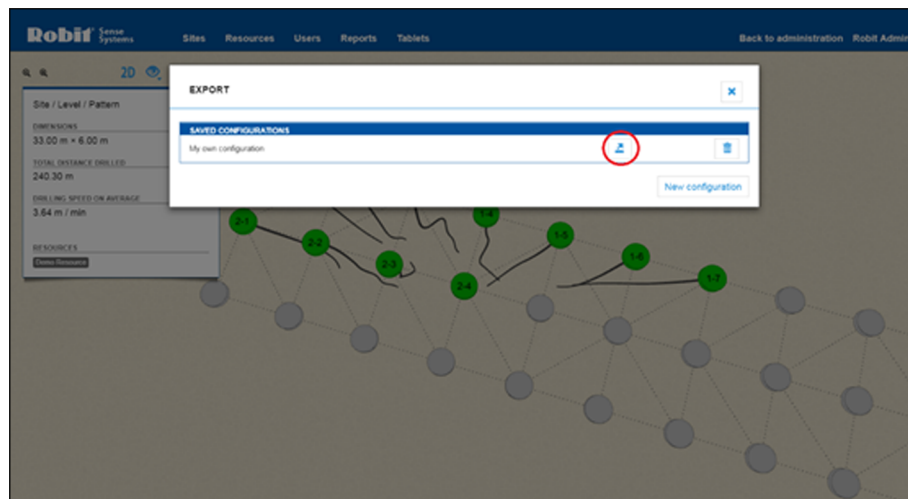 Robit Sense Systems
Sites Resources Users Reports Tablets Back to administration Robit Admin
2D
EXPORT
SAVED CONFIGURATIONS
My own configuration
New configuration
Site / Level / Pattern
DIMENSIONS
33.00 m × 6.00 m
TOTAL DISTANCE DRILLED
240.30 m
DRILLING SPEED ON AVERAGE
3.64 m / min
RESOURCES
Demo Resource
2-1
2-2
2-3
2-4
1-4
1-5
1-6
1-7